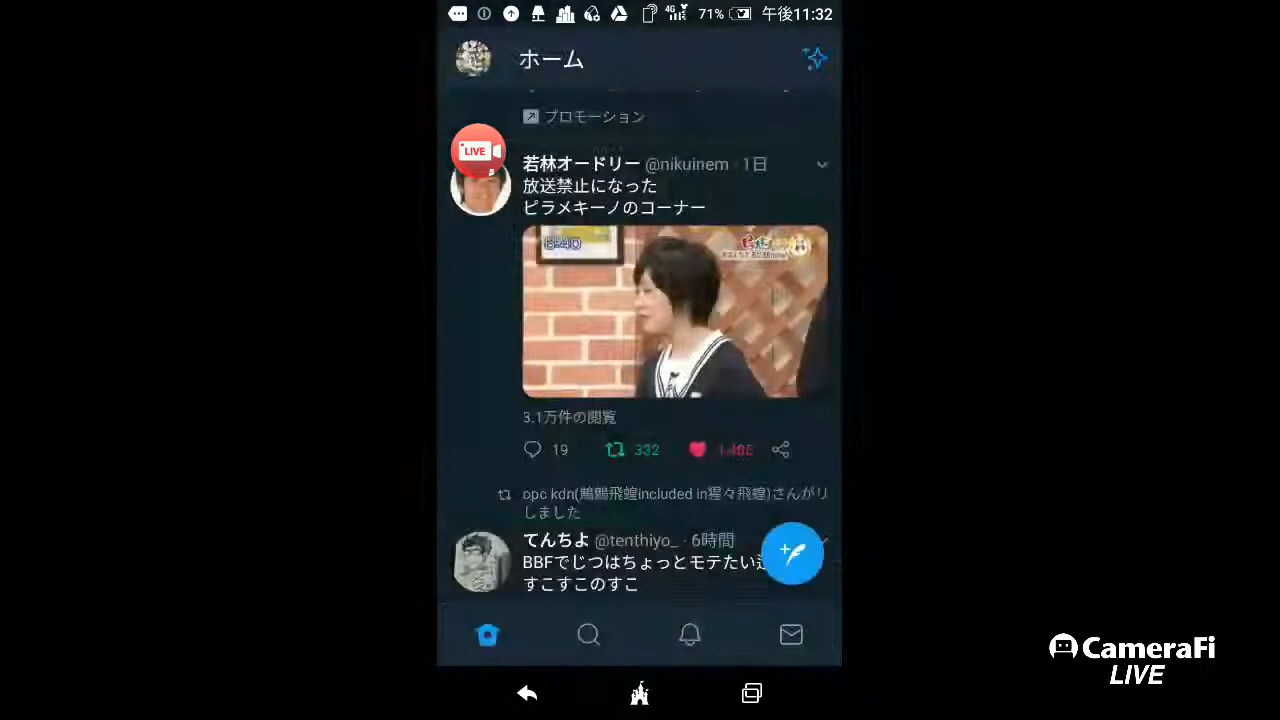 4G
71%
午後11:32
ホーム
プロモーション
LIVE
若林オードリー @nikuinem · 1日
放送禁止になった
ピラメキーノのコーナー
6:40
3.1万件の閲覧
19
332
opc kdn(鷓鴣飛蝗included in猩々飛蝗)さんがリ
しました
てんちよ @tenthiyo_ · 6時間
BBFでじつはちょっとモテたい
すこすこのすこ
CameraFi
LIVE